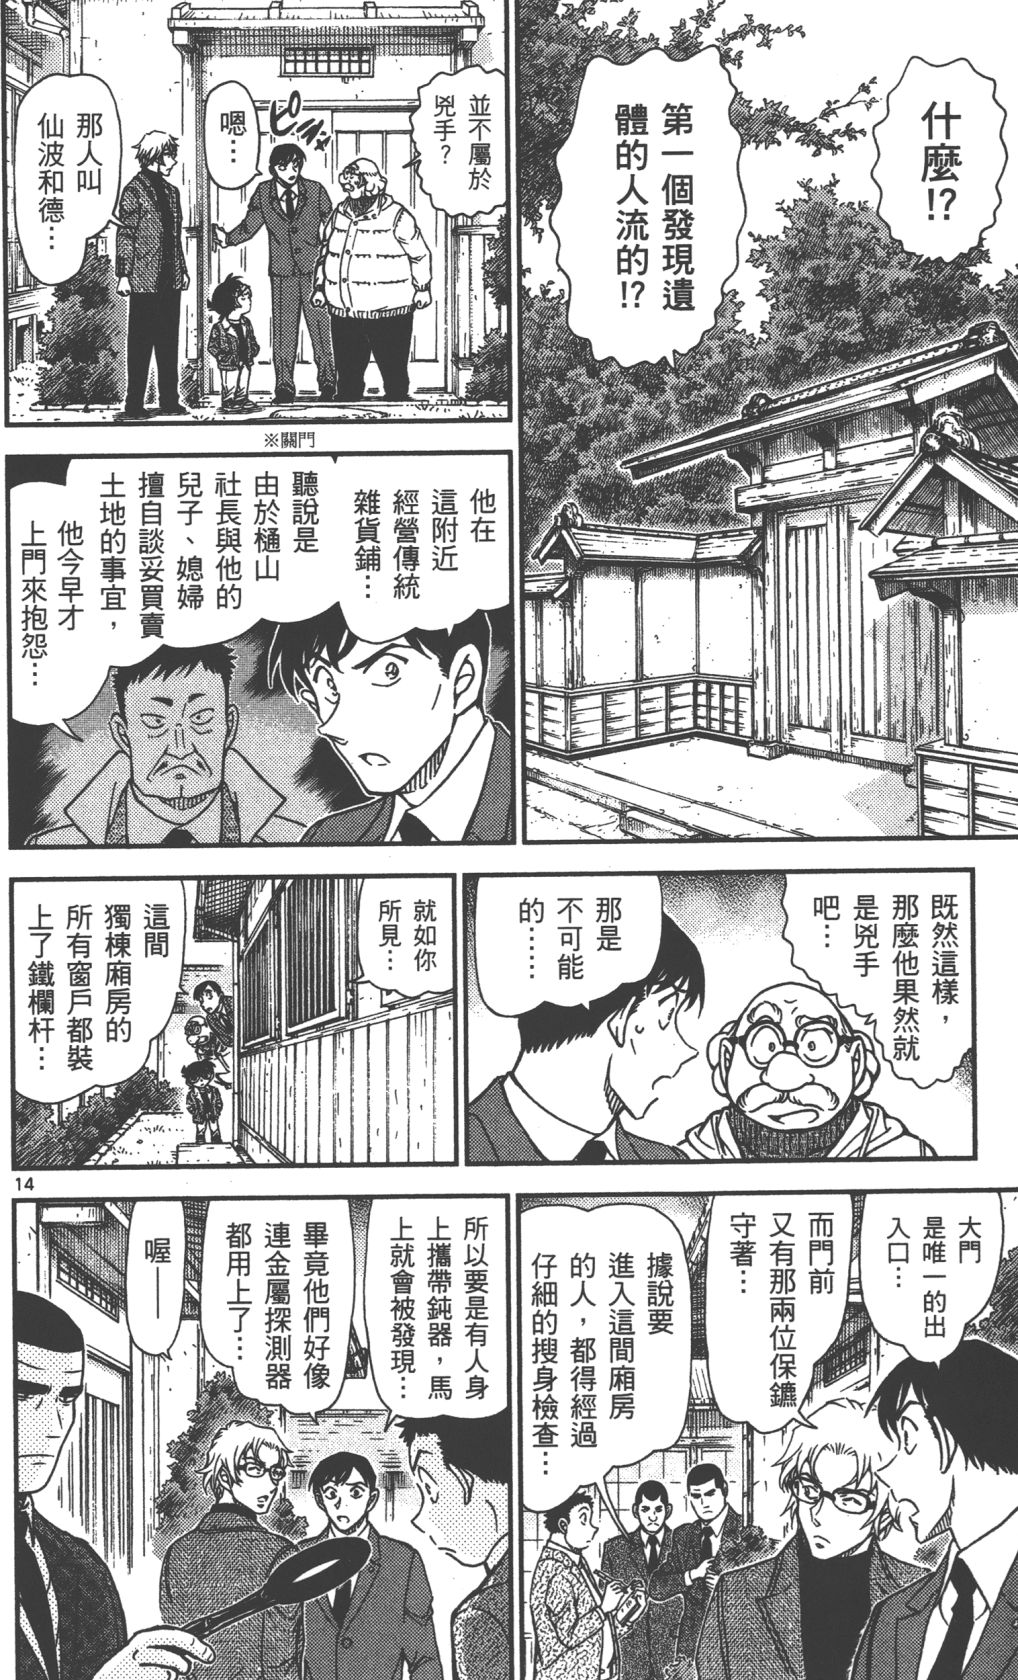 什麼!?
第一個發現遺
體的人流的!?
並不屬於
兇手?
嗯…
ピタッ
那人叫
仙波和德…
※關門
他在
這附近
經營傳統
雜貨鋪…
聽說是
由於樋山
社長與他的
兒子、媳婦
擅自談妥買賣
土地的事宜，
他今早才
上門來抱怨…
既然這樣，
那麼他果然就
是兇手
吧…
那是
不可能
的……
就如你
所見…
這間
獨棟廂房的
所有窗戶都裝
上了鐵欄杆…
14
大門
是唯一的出
入口…
而門前
又有那兩位保鑣
守著…
據說要
進入這間廂房
的人，都得經過
仔細的搜身檢查…
所以要是有人身
上攜帶鈍器，馬
上就會被發現…
畢竟他們好像
連金屬探測器
都用上了…
喔——